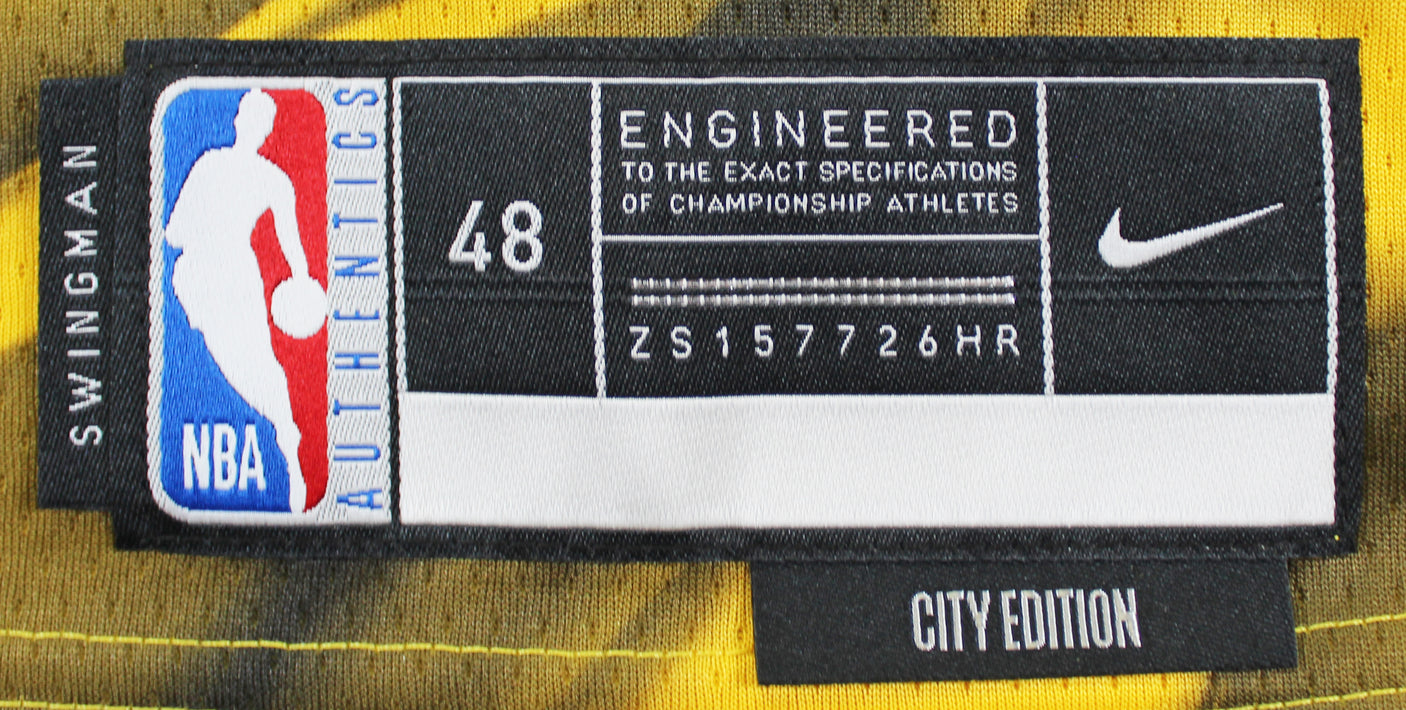 SWINGMAN
NBA
AUTHENTICS
48
ENGINEERED
TO THE EXACT SPECIFICATIONS
OF CHAMPIONSHIP ATHLETES
ZS157726HR
CITY EDITION